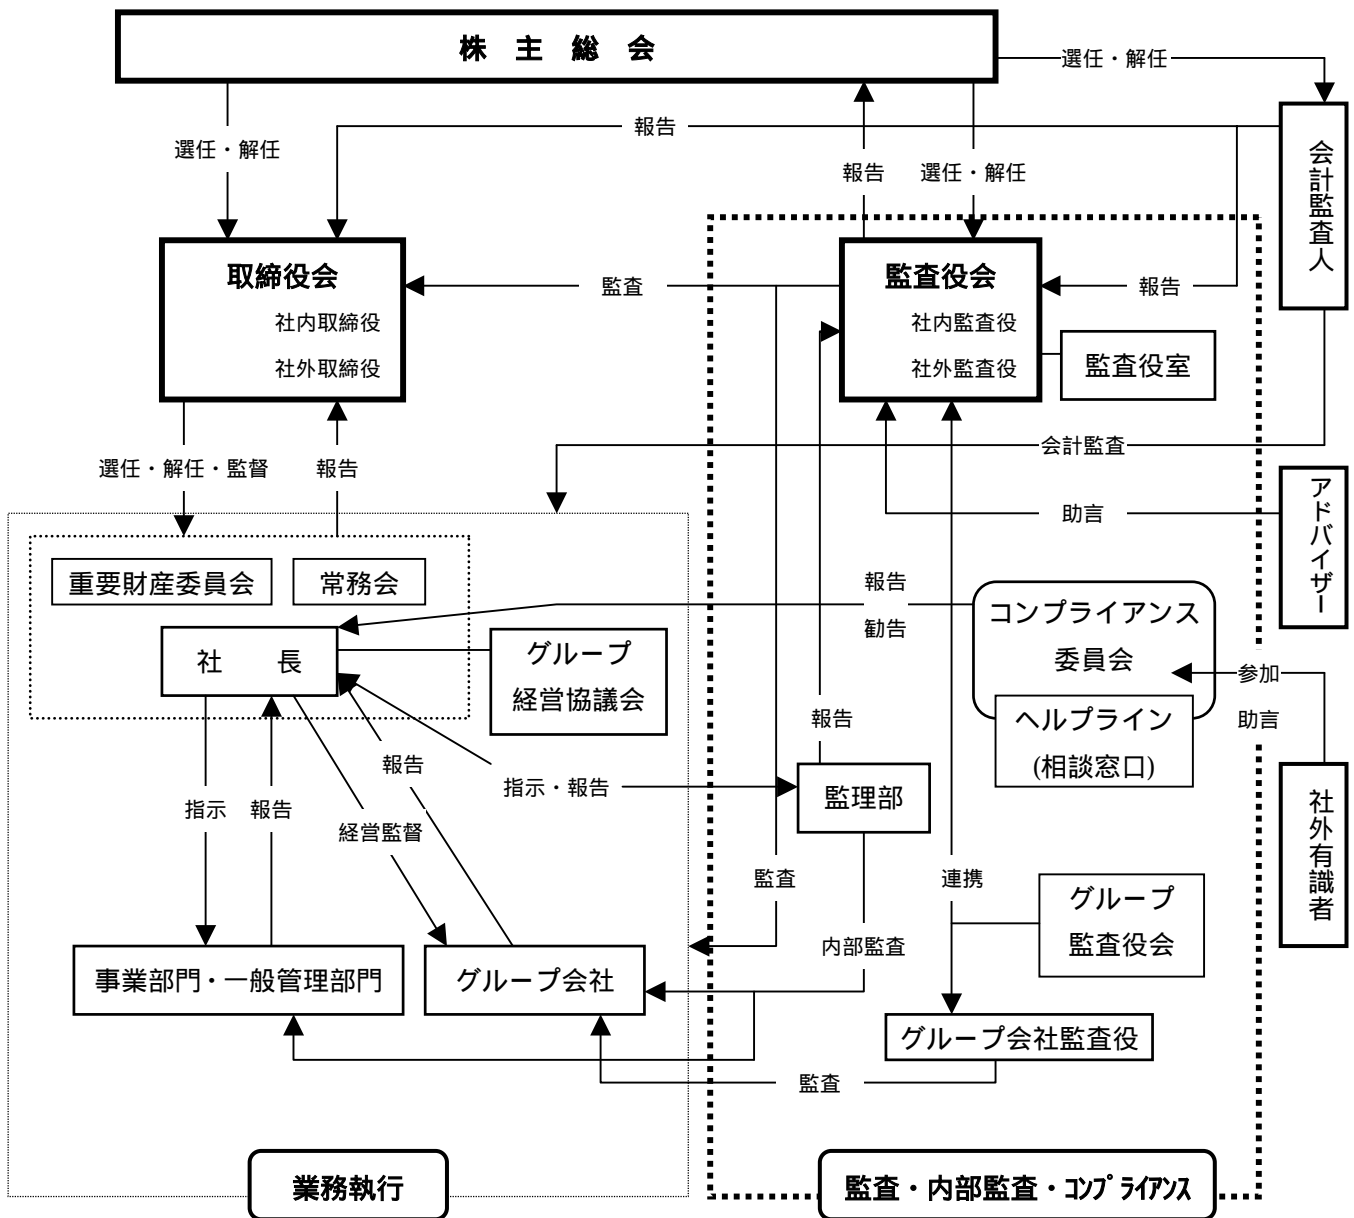 株 主 総 会
選任・解任
報告
選任・解任
報告
選任・解任
会計監査人
取締役会
社内取締役
社外取締役
監査
監査役会
社内監査役
社外監査役
報告
監査役室
会計監査
選任・解任・監督
報告
助言
アドバイザー
重要財産委員会
常務会
報告
勧告
コンプライアンス
委員会
社 長
グループ
経営協議会
参加
助言
ヘルプライン
(相談窓口)
報告
報告
指示・報告
監理部
指示
報告
経営監督
社外有識者
監査
連携
グループ
監査役会
内部監査
事業部門・一般管理部門
グループ会社
グループ会社監査役
監査
業務執行
監査・内部監査・コンプライアンス